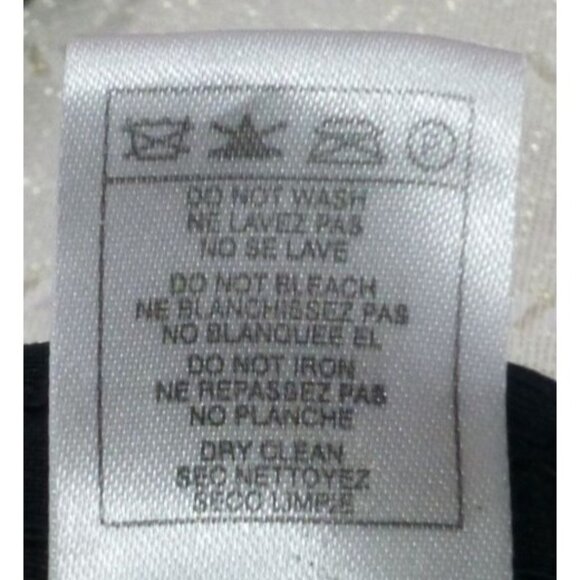 P
DO NOT WASH
NE LAVEZ PAS
NO SE LAVE
DO NOT BLEACH
NE BLANCHISSEZ PAS
NO BLANQUEE EL
DO NOT IRON
NE REPASSEZ PAS
NO PLANCHE
DRY CLEAN
SEC NETTOYEZ
SECO LIMPIE